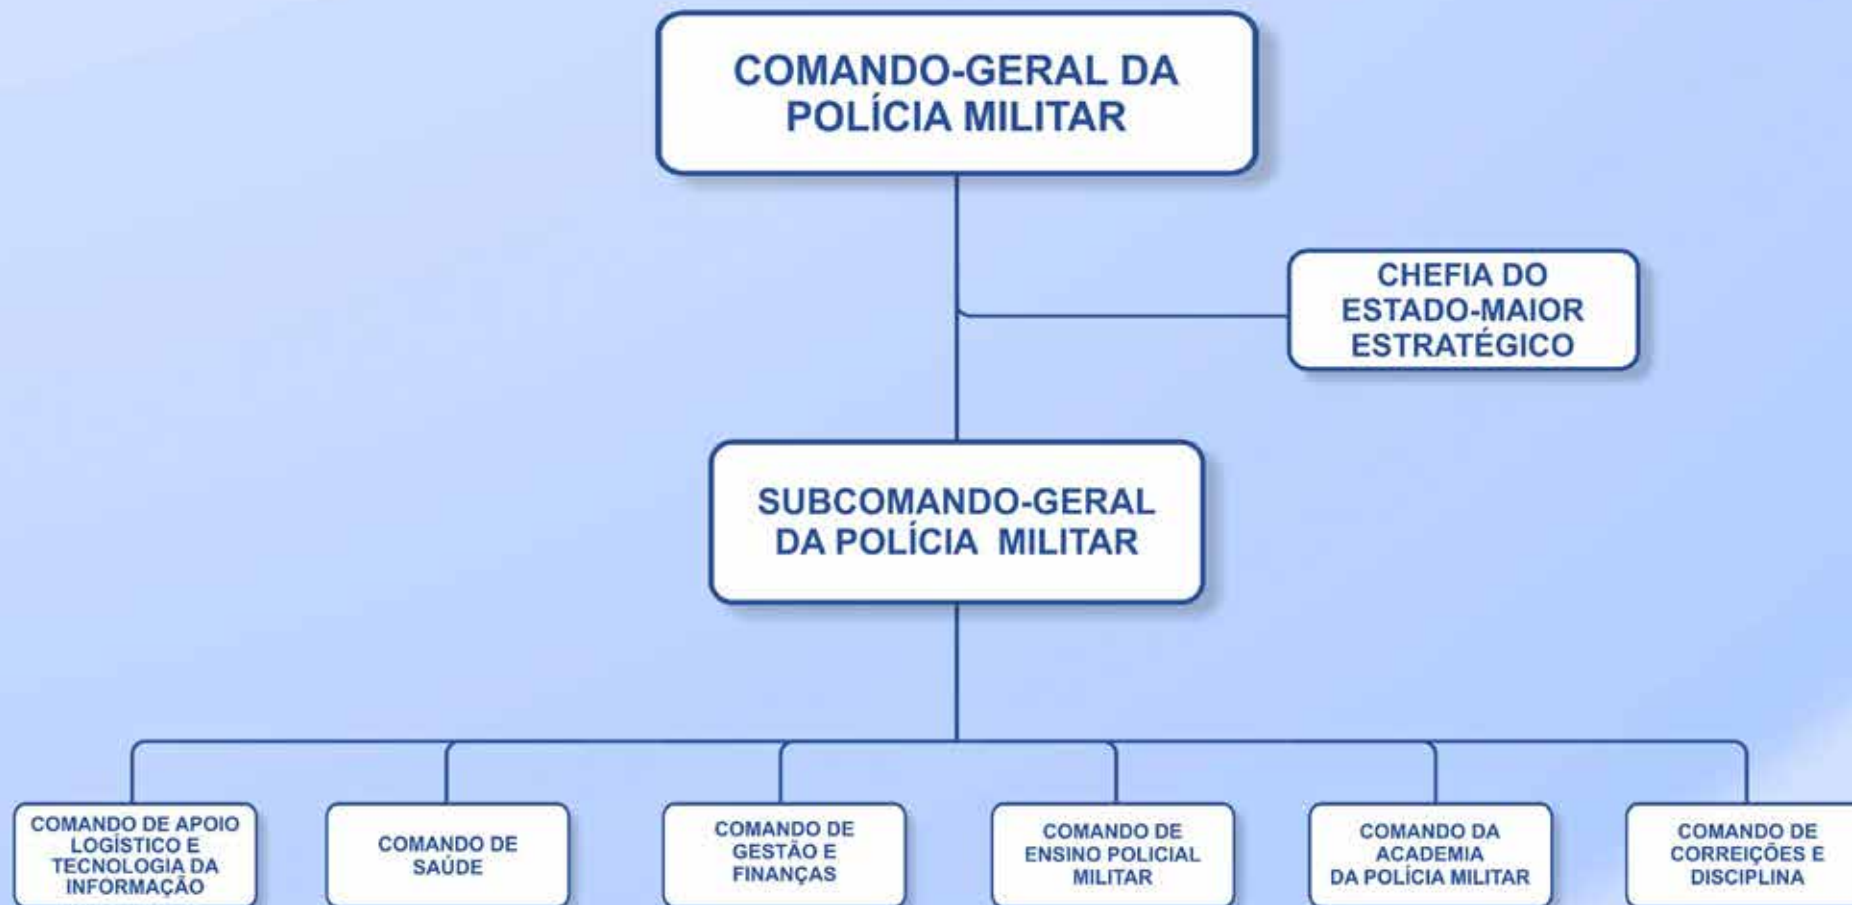 COMANDO-GERAL DA
POLÍCIA MILITAR
CHEFIA DO
ESTADO-MAIOR
ESTRATÉGICO
SUBCOMANDO-GERAL
DA POLÍCIA MILITAR
COMANDO DE APOIO
LOGÍSTICO E
TECNOLOGIA DA
INFORMAÇÃO
COMANDO DE
SAÚDE
COMANDO DE
GESTÃO E
FINANÇAS
COMANDO DE
ENSINO POLICIAL
MILITAR
COMANDO DA
ACADEMIA
DA POLÍCIA MILITAR
COMANDO DE
CORREIÇÕES E
DISCIPLINA